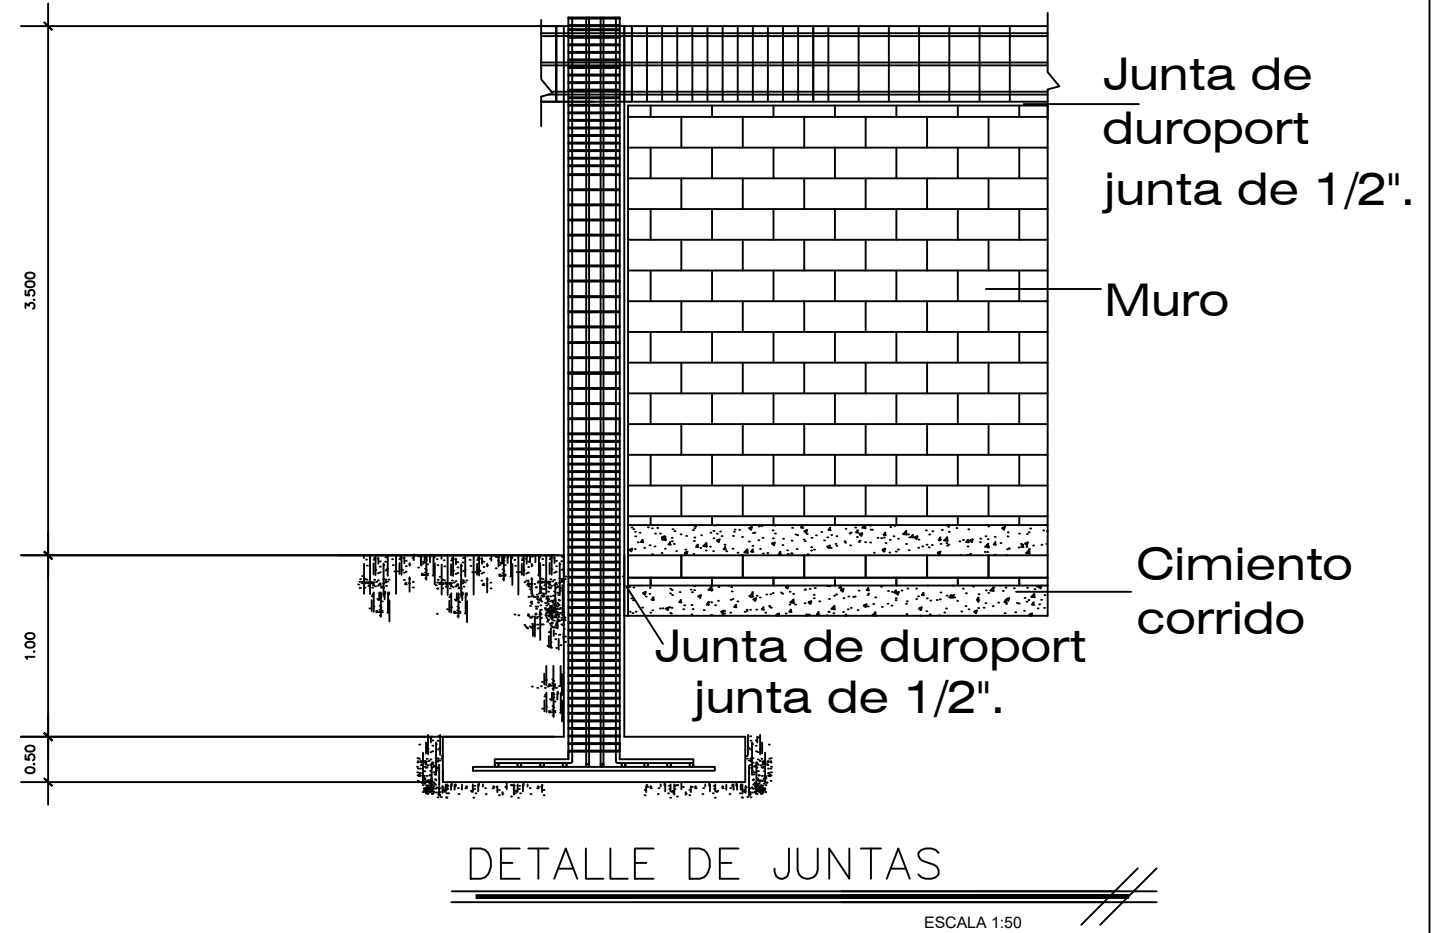 Junta de
duroport
junta de 1/2".
3.500
Muro
Cimiento
corrido
1.00
Junta de duroport
junta de 1/2".
0.50
DETALLE DE JUNTAS
ESCALA 1:50